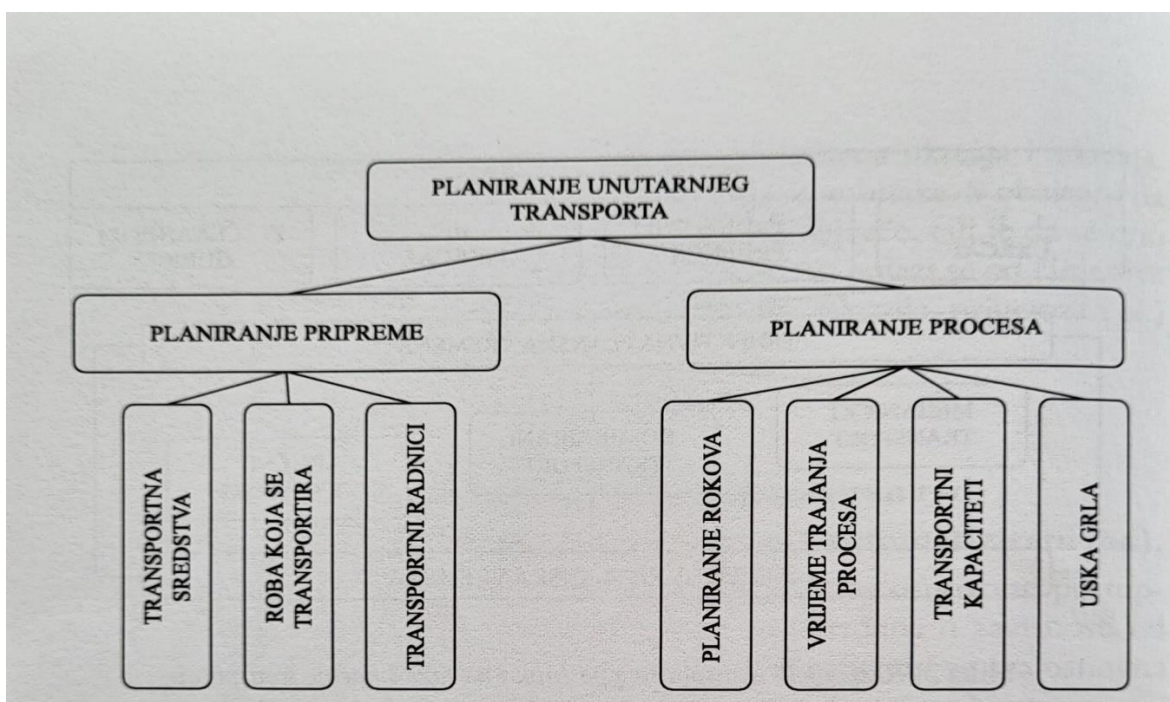 PLANIRANJE UNUTARNJEG
TRANSPORTA
PLANIRANJE PRIPREME
PLANIRANJE PROCESA
TRANSPORTNA
SREDSTVA
ROBA KOJA SE
TRANSPORTIRA
TRANSPORTNI RADNICI
PLANIRANJE ROKOVA
VRIJEME TRAJANJA
PROCESA
TRANSPORTNI
KAPACITETI
USKA GRLA